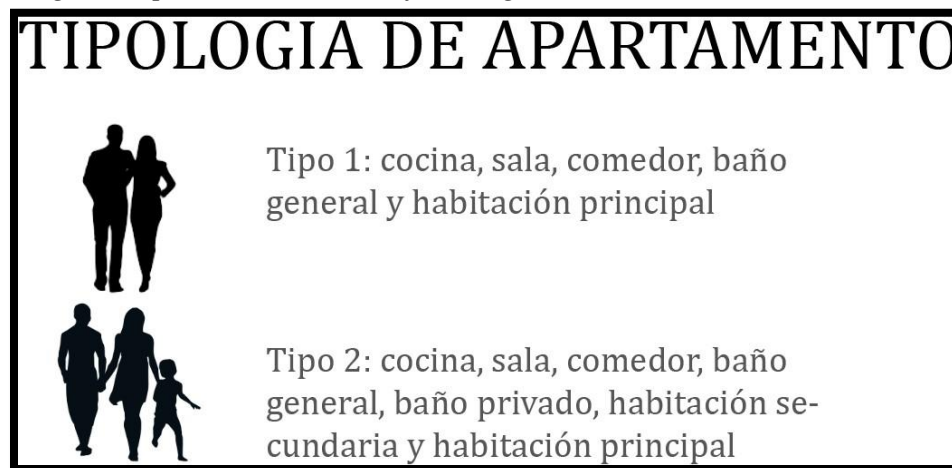 TIPOLOGIA DE APARTAMENTO
Tipo 1: cocina, sala, comedor, baño
general y habitación principal
Tipo 2: cocina, sala, comedor, baño
general, baño privado, habitación se-
cundaria y habitación principal